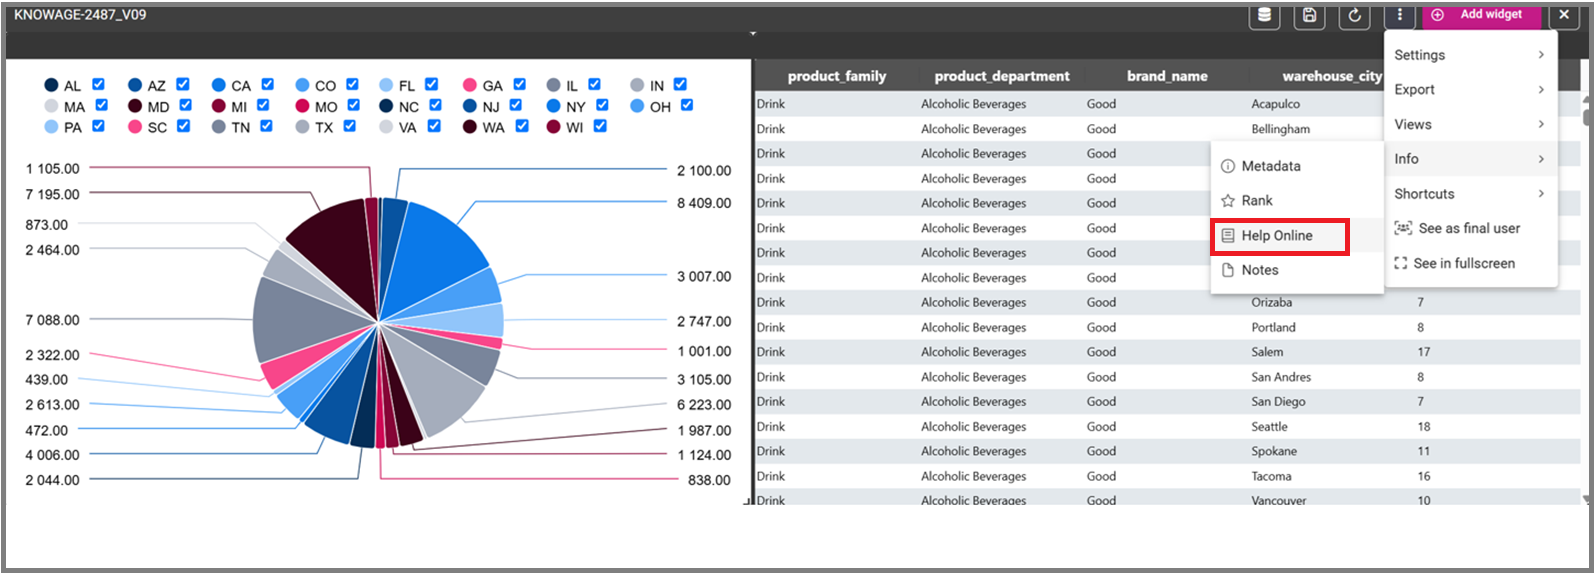 KNOWAGE-2487_V09
Add widget
AL AZ CA CO FL GA IL IN
MA MD MI MO NC NJ NY OH
PA SC TN TX VA WA WI
1 105.00
7 195.00
873.00
2 464.00
7 088.00
2 322.00
439.00
2 613.00
472.00
4 006.00
2 044.00
2 100.00
8 409.00
3 007.00
2 747.00
1 001.00
3 105.00
6 223.00
1 987.00
1 124.00
838.00
product_family product_department brand_name warehouse_city
Drink Alcoholic Beverages Good Acapulco
Drink Alcoholic Beverages Good Bellingham
Drink Alcoholic Beverages Good
Drink Alcoholic Beverages Good
Drink Alcoholic Beverages Good
Drink Alcoholic Beverages Good
Drink Alcoholic Beverages Good
Drink Alcoholic Beverages Good
Drink Alcoholic Beverages Good Orizaba 7
Drink Alcoholic Beverages Good Portland 8
Drink Alcoholic Beverages Good Salem 17
Drink Alcoholic Beverages Good San Andres 8
Drink Alcoholic Beverages Good San Diego 7
Drink Alcoholic Beverages Good Seattle 18
Drink Alcoholic Beverages Good Spokane 11
Drink Alcoholic Beverages Good Tacoma 16
Drink Alcoholic Beverages Good Vancouver 10
Settings
Export
Views
Info
Shortcuts
See as final user
See in fullscreen
Metadata
Rank
Help Online
Notes